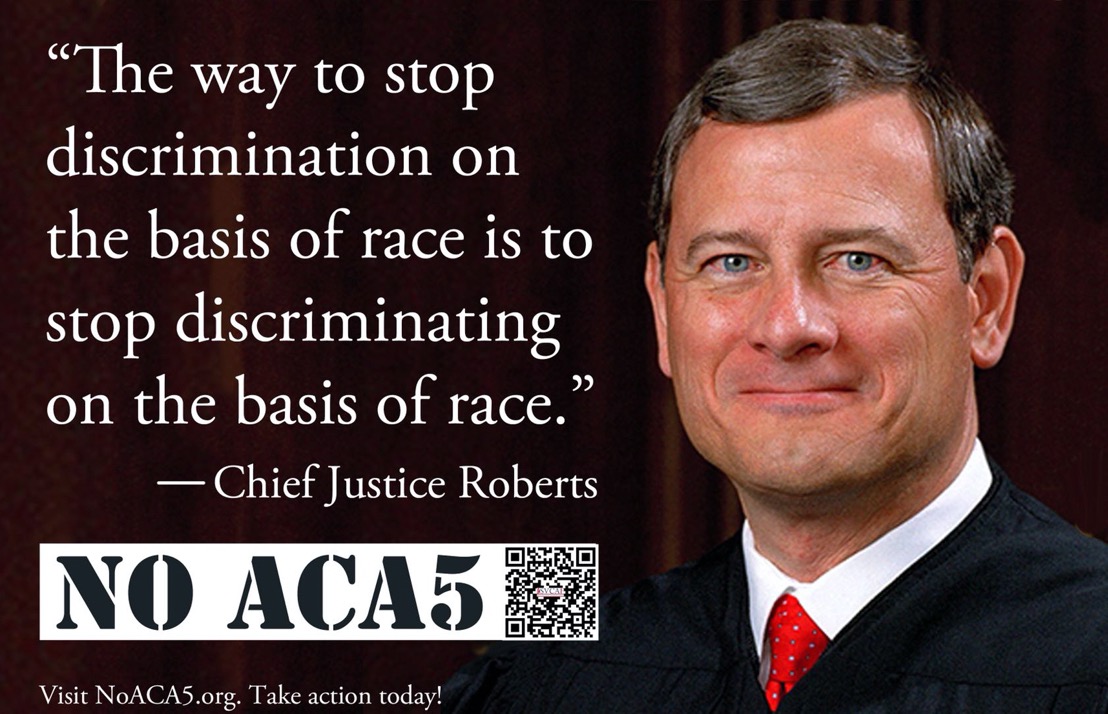 “The way to stop
discrimination on
the basis of race is to
stop discriminating
on the basis of race.”
— Chief Justice Roberts
NO ACA5
Visit NoACA5.org. Take action today!